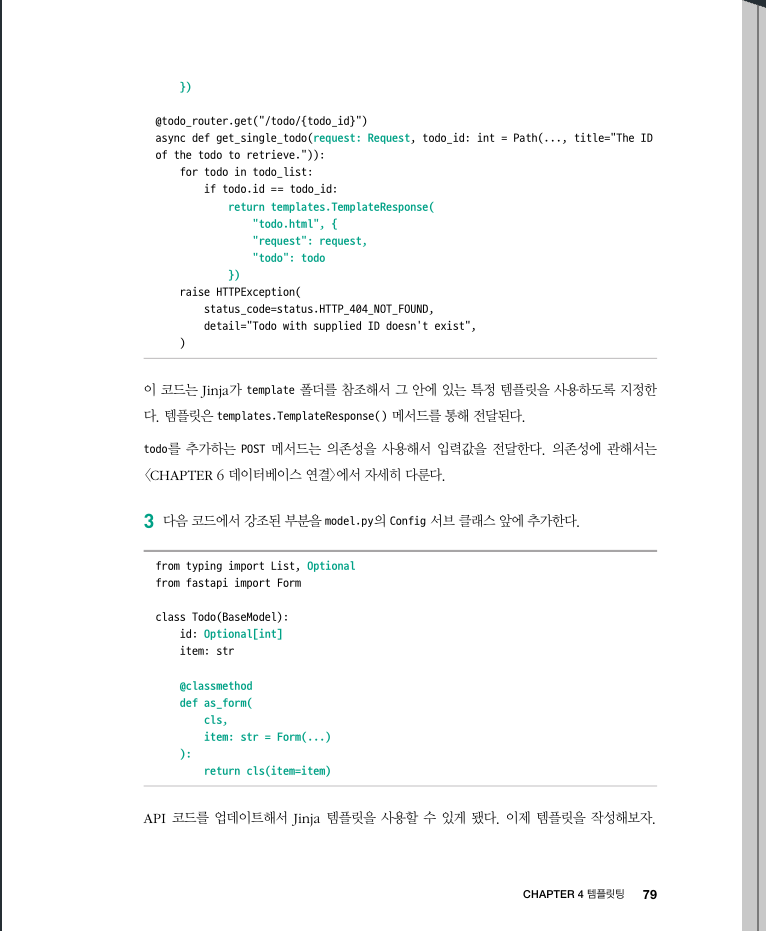 })

@todo_router.get("/todo/{todo_id}")
async def get_single_todo(request: Request, todo_id: int = Path(..., title="The ID
of the todo to retrieve.")):
    for todo in todo_list:
        if todo.id == todo_id:
            return templates.TemplateResponse(
                "todo.html", {
                "request": request,
                "todo": todo
            })
    raise HTTPException(
        status_code=status.HTTP_404_NOT_FOUND,
        detail="Todo with supplied ID doesn't exist",
    )

이 코드는 Jinja가 template 폴더를 참조해서 그 안에 있는 특정 템플릿을 사용하도록 지정한
다. 템플릿은 templates.TemplateResponse() 메서드를 통해 전달된다.
todo를 추가하는 POST 메서드는 의존성을 사용해서 입력값을 전달한다. 의존성에 관해서는
〈CHAPTER 6 데이터베이스 연결〉에서 자세히 다룬다.

3 다음 코드에서 강조된 부분을 model.py의 Config 서브 클래스 앞에 추가한다.

from typing import List, Optional
from fastapi import Form

class Todo(BaseModel):
    id: Optional[int]
    item: str

    @classmethod
    def as_form(
        cls,
        item: str = Form(...)
    ):
        return cls(item=item)

API 코드를 업데이트해서 Jinja 템플릿을 사용할 수 있게 됐다. 이제 템플릿을 작성해보자.

CHAPTER 4 템플릿팅 79